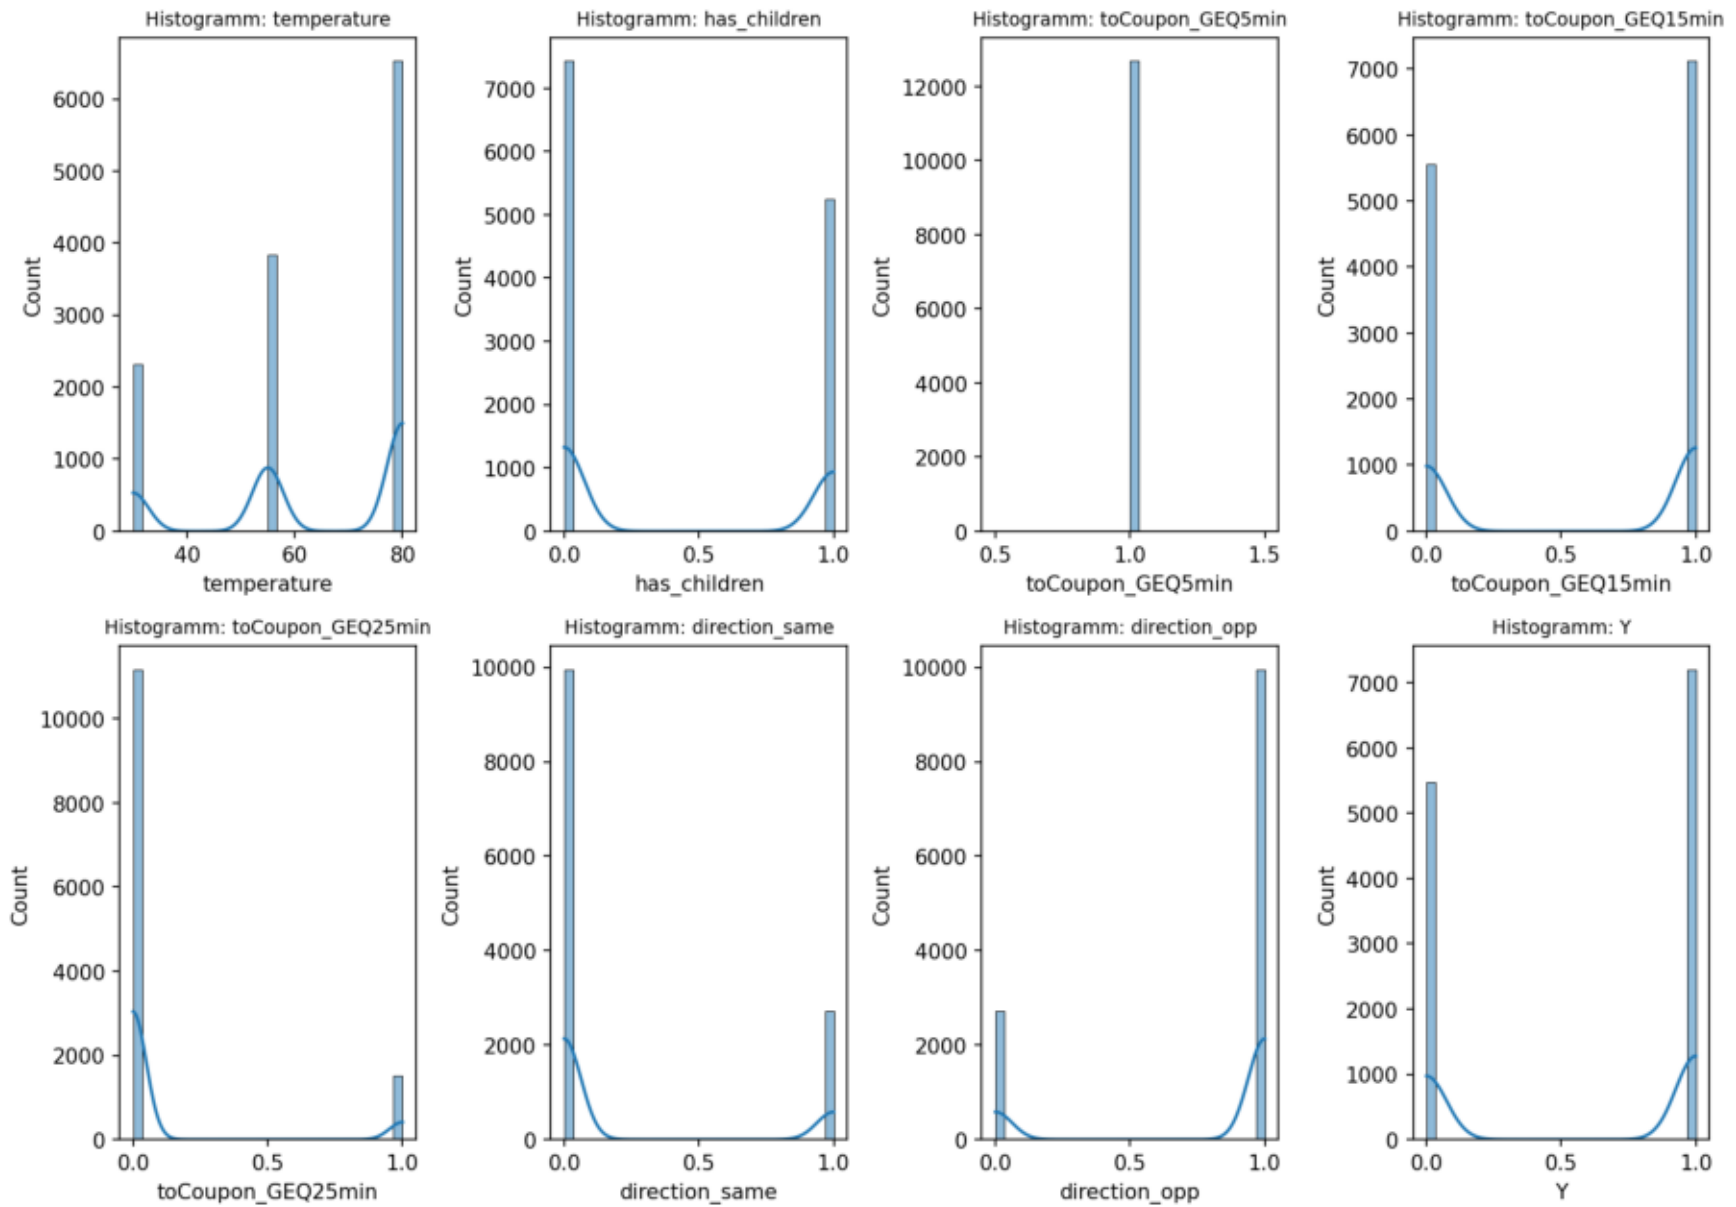 Histogramm: temperature
Count
6000
5000
4000
3000
2000
1000
0
40 60 80
temperature
Histogramm: has_children
Count
7000
6000
5000
4000
3000
2000
1000
0
0.0 0.5 1.0
has_children
Histogramm: toCoupon_GEQ5min
Count
12000
10000
8000
6000
4000
2000
0
0.5 1.0 1.5
toCoupon_GEQ5min
Histogramm: toCoupon_GEQ15min
Count
7000
6000
5000
4000
3000
2000
1000
0
0.0 0.5 1.0
toCoupon_GEQ15min
Histogramm: toCoupon_GEQ25min
Count
10000
8000
6000
4000
2000
0
0.0 0.5 1.0
toCoupon_GEQ25min
Histogramm: direction_same
Count
10000
8000
6000
4000
2000
0
0.0 0.5 1.0
direction_same
Histogramm: direction_opp
Count
10000
8000
6000
4000
2000
0
0.0 0.5 1.0
direction_opp
Histogramm: Y
Count
7000
6000
5000
4000
3000
2000
1000
0
0.0 0.5 1.0
Y